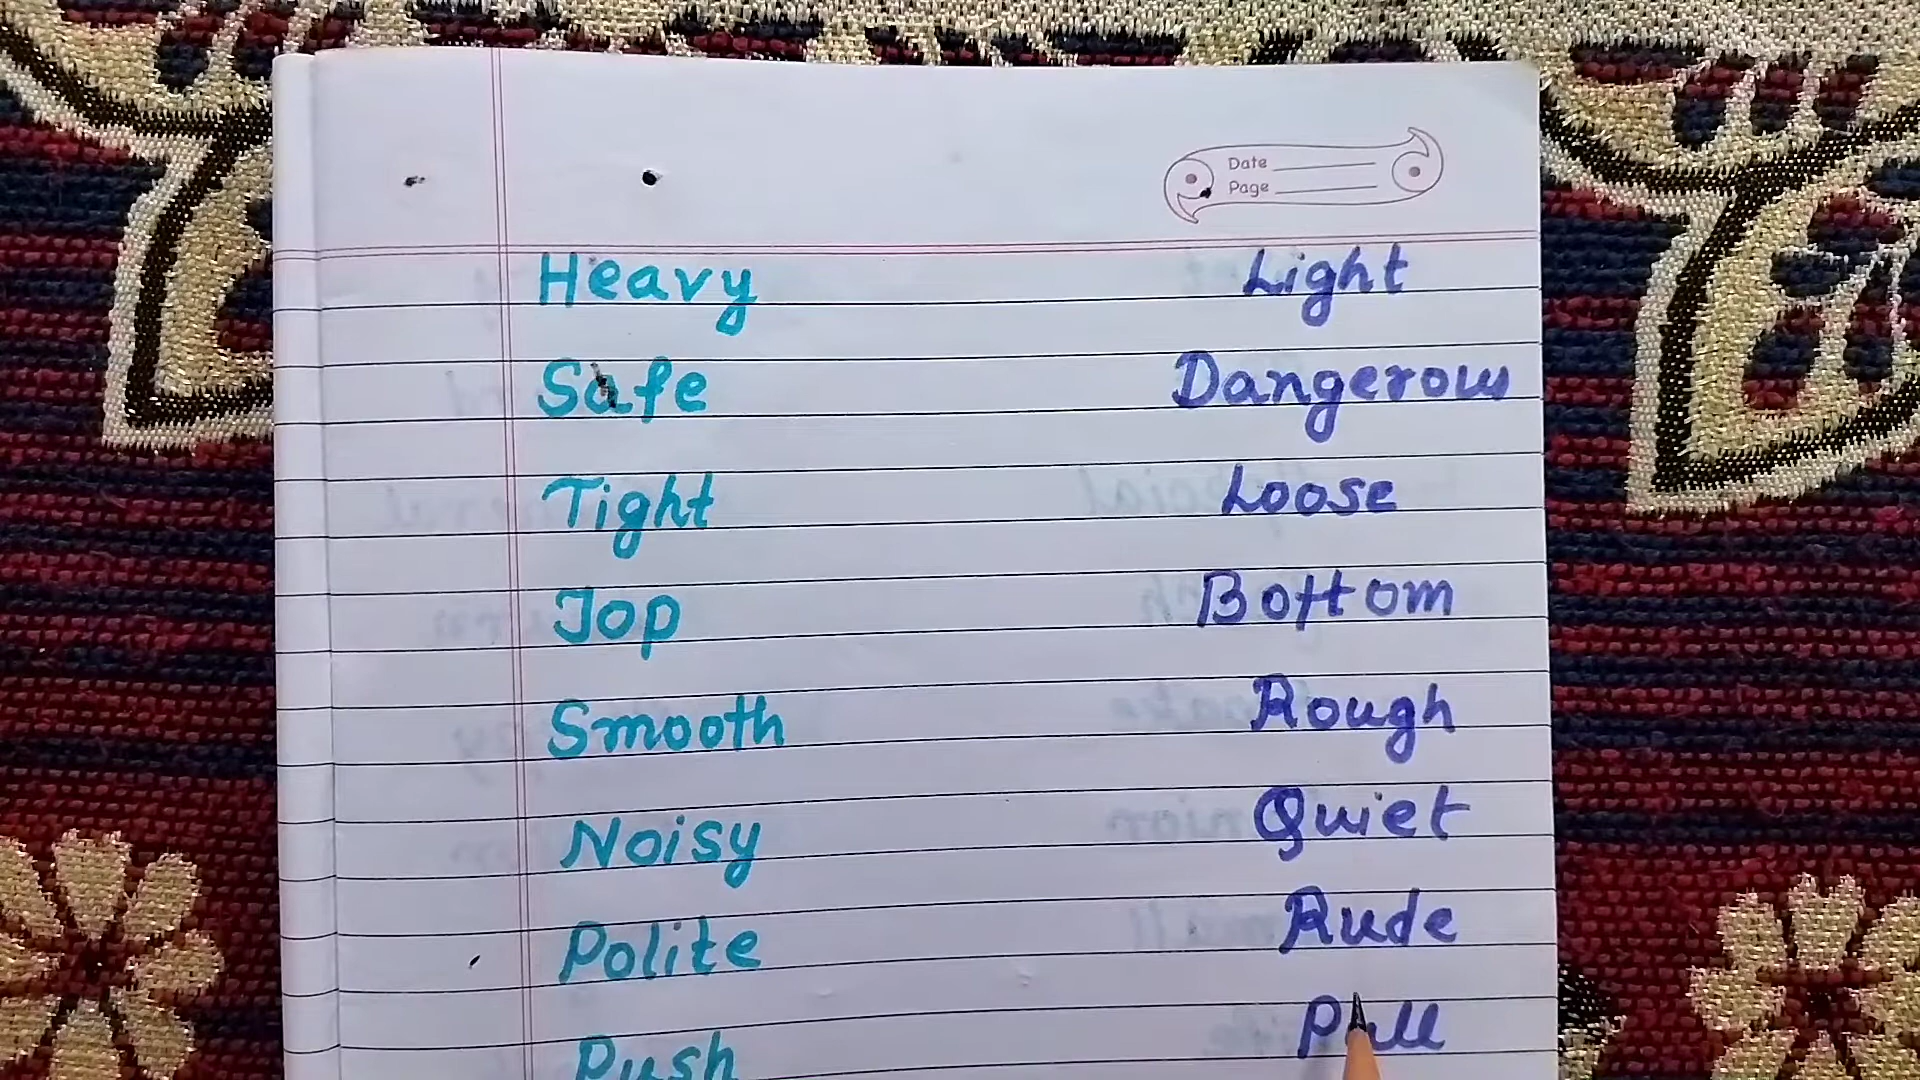 Date
Page
Heavy Light
Safe Dangerous
Tight Loose
Top Bottom
Smooth Rough
Noisy Quiet
Polite Rude
Push Pull